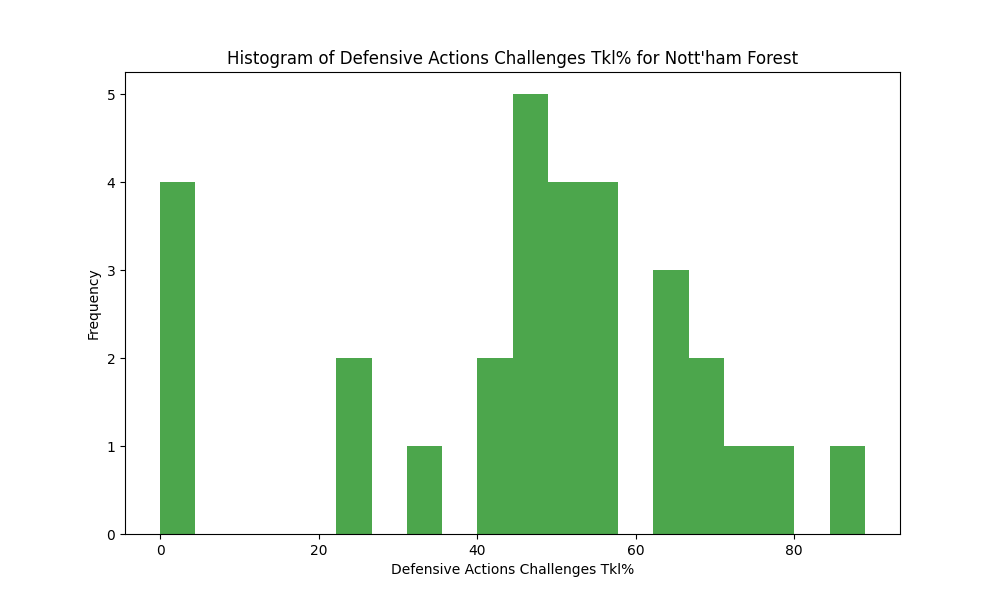 Histogram of Defensive Actions Challenges Tkl% for Nott'ham Forest
5
4
3
2
1
0
Frequency
0 20 40 60 80
Defensive Actions Challenges Tkl%